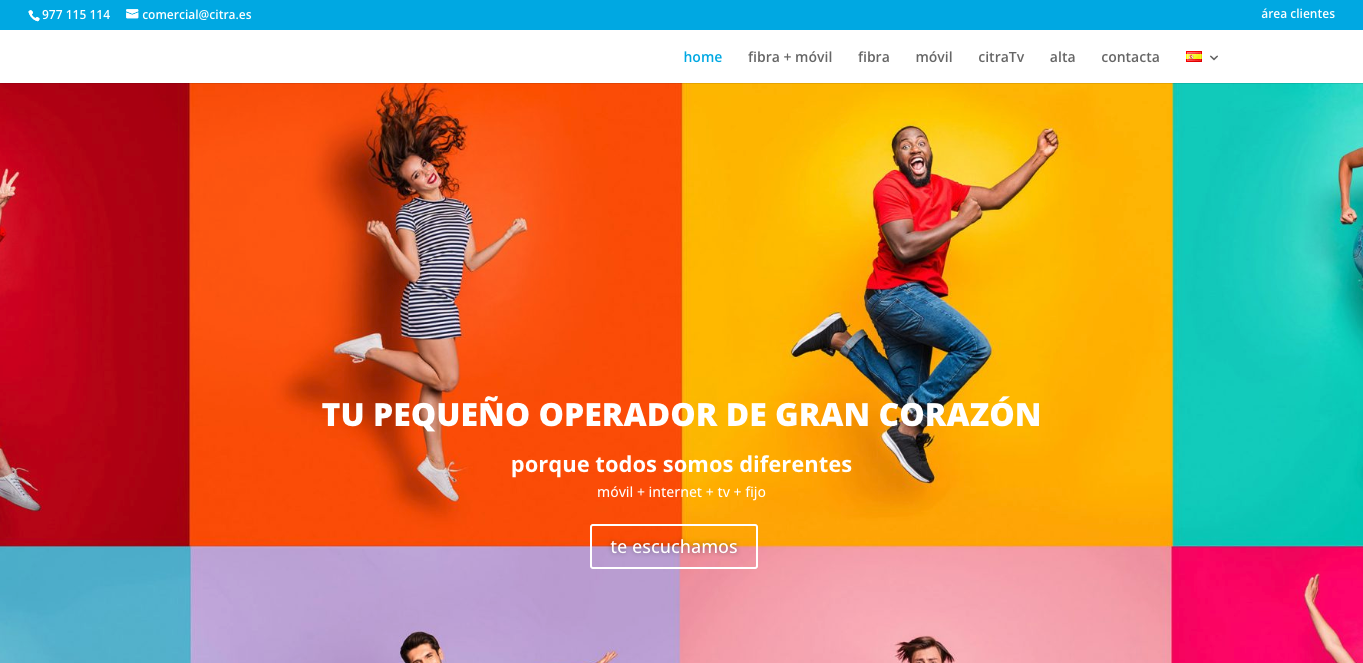 977 115 114 comercial@citra.es área clientes
home fibra + móvil fibra móvil citraTv alta contacta
TU PEQUEÑO OPERADOR DE GRAN CORAZÓN
porque todos somos diferentes
móvil + internet + tv + fijo
te escuchamos